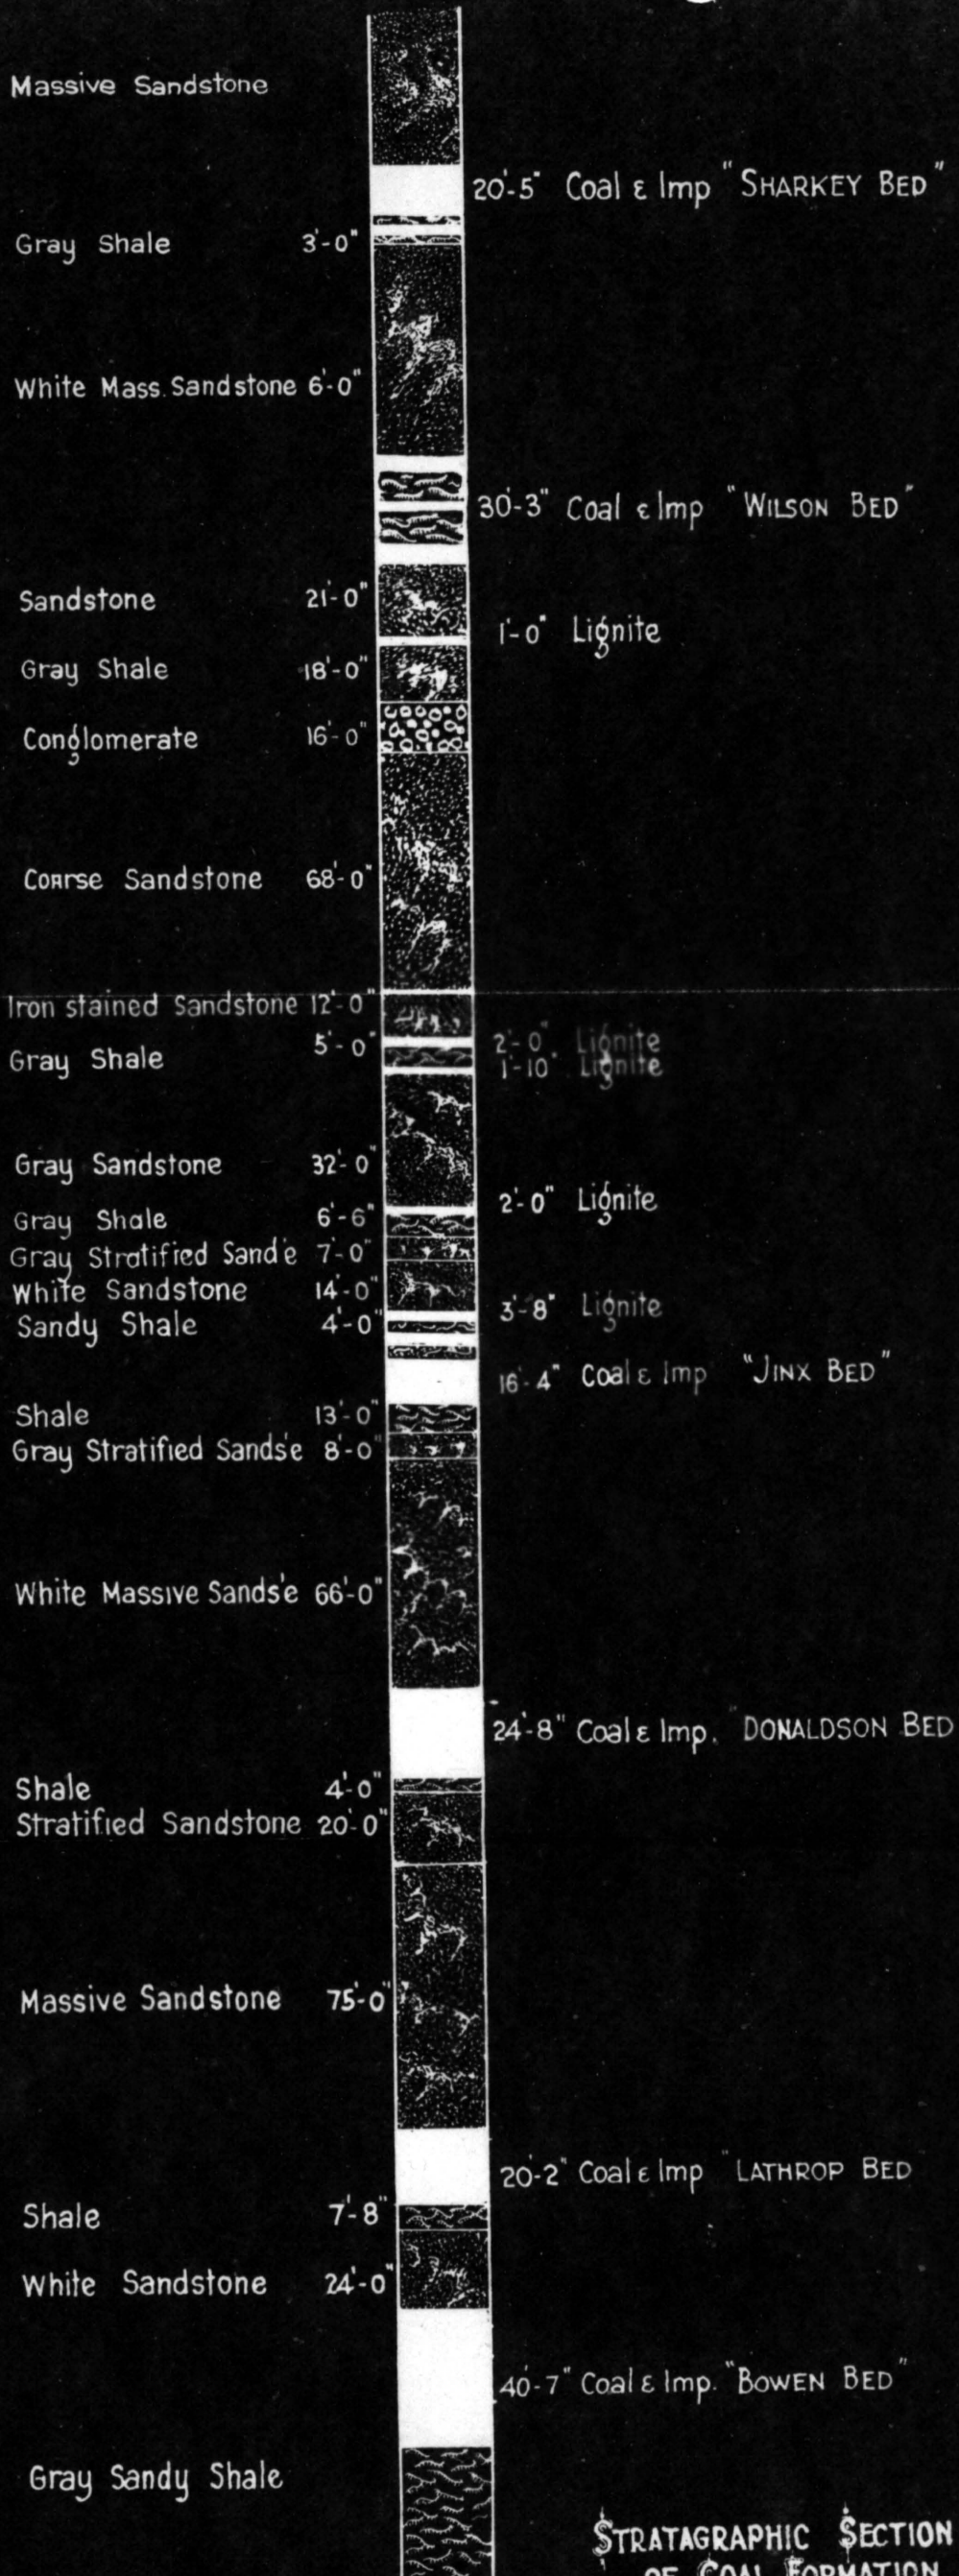 Massive Sandstone
20'-5" Coal & Imp "SHARKEY BED"
Gray Shale 3'-0"
White Mass. Sandstone 6'-0"
30'-3" Coal & Imp "WILSON BED"
Sandstone 21'-0"
1'-0" Lignite
Gray Shale 18'-0"
Conglomerate 16'-0"
Coarse Sandstone 68'-0"
Iron stained Sandstone 12'-0"
2'-0" Lignite
Gray Shale 5'-0"
1'-10" Lignite
Gray Sandstone 32'-0"
2'-0" Lignite
Gray Shale 6'-6"
Gray Stratified Sand'e 7'-0"
White Sandstone 14'-0"
3'-8" Lignite
Sandy Shale 4'-0"
16'-4" Coal & Imp "JINX BED"
Shale 13'-0"
Gray Stratified Sands'e 8'-0"
White Massive Sands'e 66'-0"
24'-8" Coal & Imp. "DONALDSON BED
Shale 4'-0"
Stratified Sandstone 20'-0"
Massive Sandstone 75'-0"
20'-2" Coal & Imp "LATHROP BED
Shale 7'-8"
White Sandstone 24'-0"
40'-7" Coal & Imp. "BOWEN BED"
Gray Sandy Shale
STRATAGRAPHIC SECTION
OF COAL FORMATION